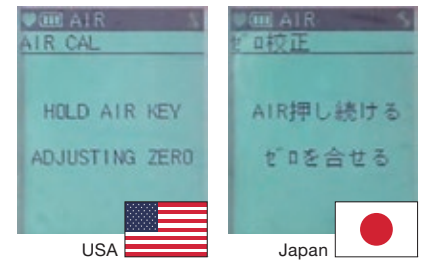 AIR
AIR CAL
HOLD AIR KEY
ADJUSTING ZERO
USA
AIR
ゼロ校正
AIR押し続ける
ゼロを合せる
Japan